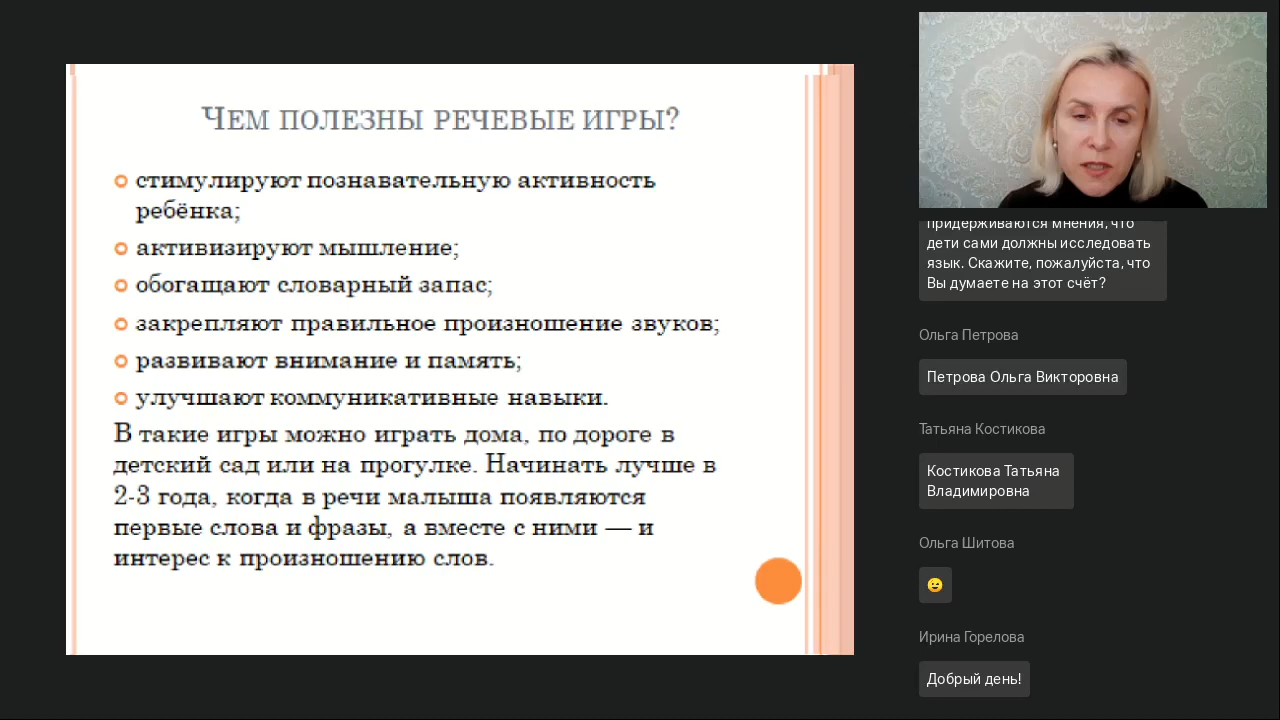 Чем полезны речевые игры?
стимулируют познавательную активность
ребёнка;
активизируют мышление;
обогащают словарный запас;
закрепляют правильное произношение звуков;
развивают внимание и память;
улучшают коммуникативные навыки.
В такие игры можно играть дома, по дороге в
детский сад или на прогулке. Начинать лучше в
2-3 года, когда в речи малыша появляются
первые слова и фразы, а вместе с ними — и
интерес к произношению слов.
придерживаются мнения, что
дети сами должны исследовать
язык. Скажите, пожалуйста, что
Вы думаете на этот счёт?
Ольга Петрова
Петрова Ольга Викторовна
Татьяна Костикова
Костикова Татьяна
Владимировна
Ольга Шитова
😉
Ирина Горелова
Добрый день!